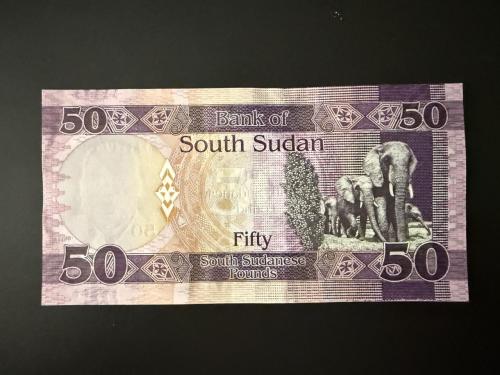 50 Bank of 50
South Sudan
Fifty
50 South Sudanese 50
Pounds